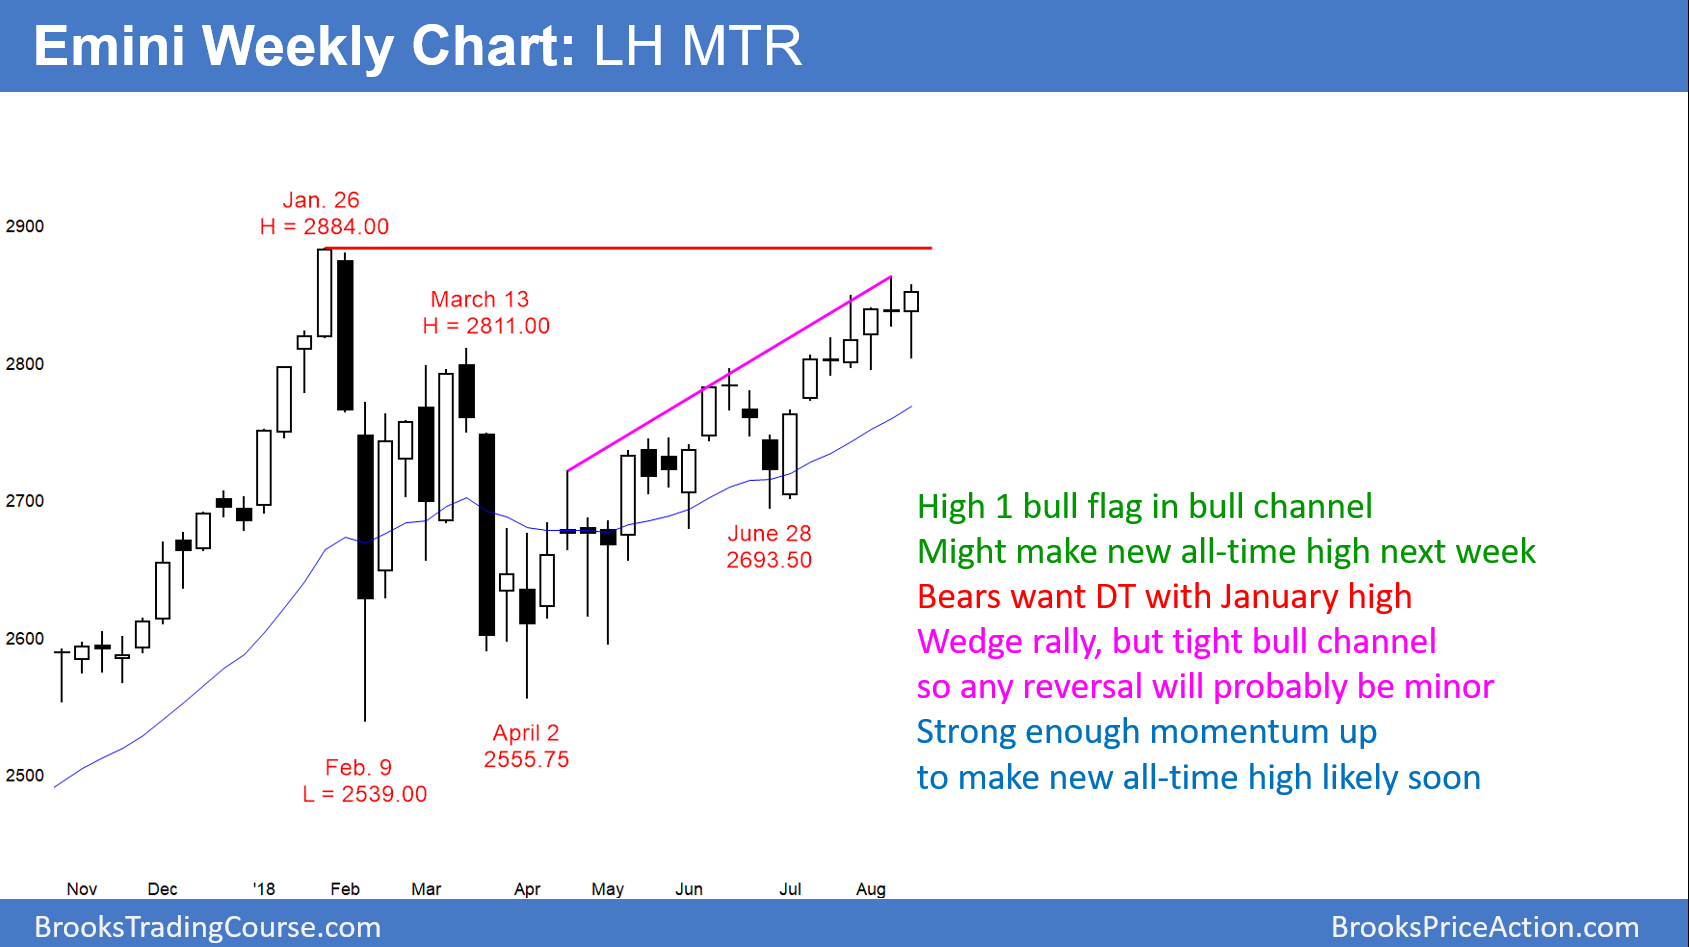 Emini Weekly Chart: LH MTR
Jan. 26
H = 2884.00
March 13
H = 2811.00
2900
2800
2700
2600
2500
June 28
2693.50
April 2
2555.75
Feb. 9
L = 2539.00
High 1 bull flag in bull channel
Might make new all-time high next week
Bears want DT with January high
Wedge rally, but tight bull channel
so any reversal will probably be minor
Strong enough momentum up
to make new all-time high likely soon
Nov Dec '18 Feb Mar Apr May Jun Jul Aug
BrooksTradingCourse.com
BrooksPriceAction.com